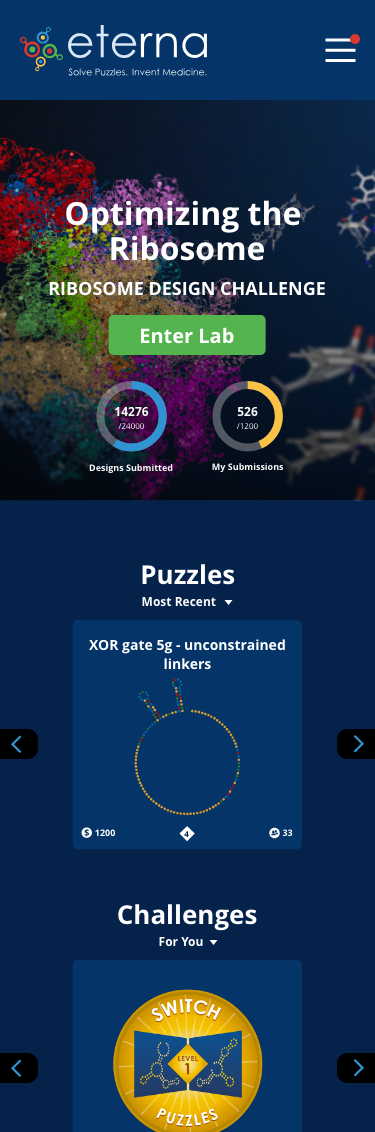 eterna
Solve Puzzles. Invent Medicine.
Optimizing the
Ribosome
RIBOSOME DESIGN CHALLENGE
Enter Lab
14276
/24000
Designs Submitted
526
/1200
My Submissions
Puzzles
Most Recent
XOR gate 5g - unconstrained
linkers
$ 1200
4
33
Challenges
For You
SWITCH
LEVEL
1
PUZZLES